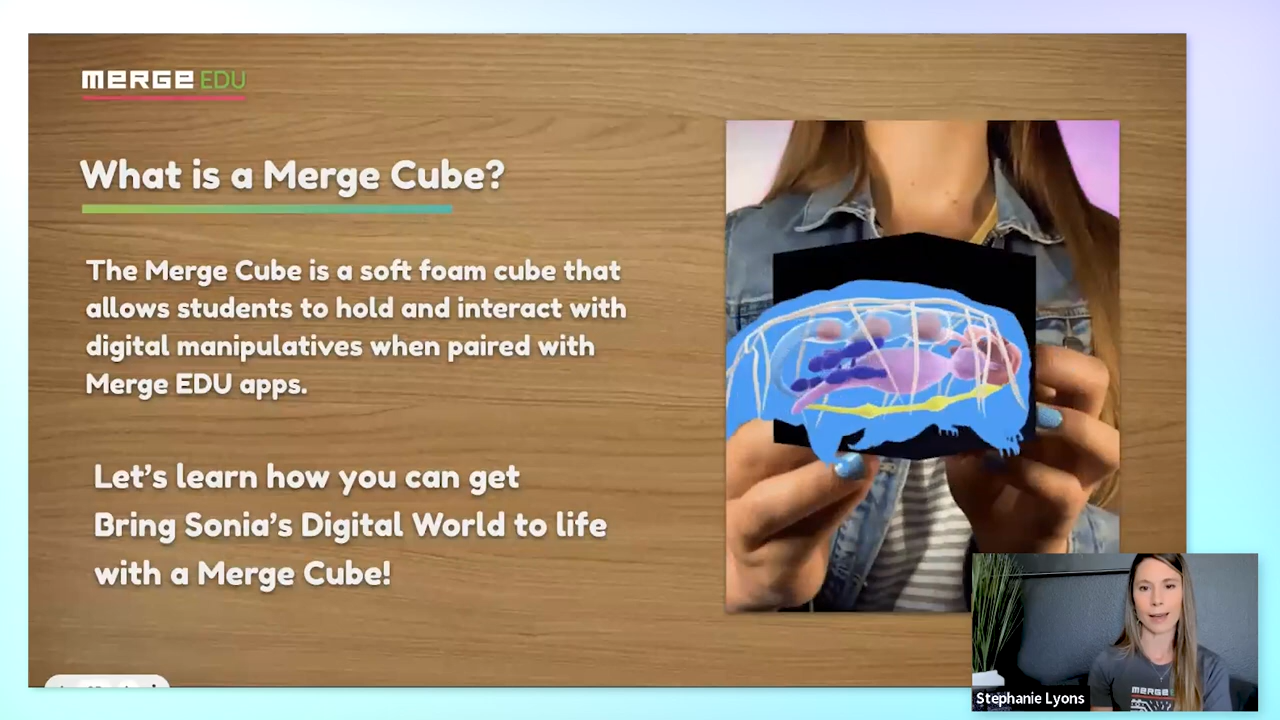 MERGE EDU
What is a Merge Cube?
The Merge Cube is a soft foam cube that
allows students to hold and interact with
digital manipulatives when paired with
Merge EDU apps.
Let's learn how you can get
Bring Sonia's Digital World to life
with a Merge Cube!
MERGE
Stephanie Lyons